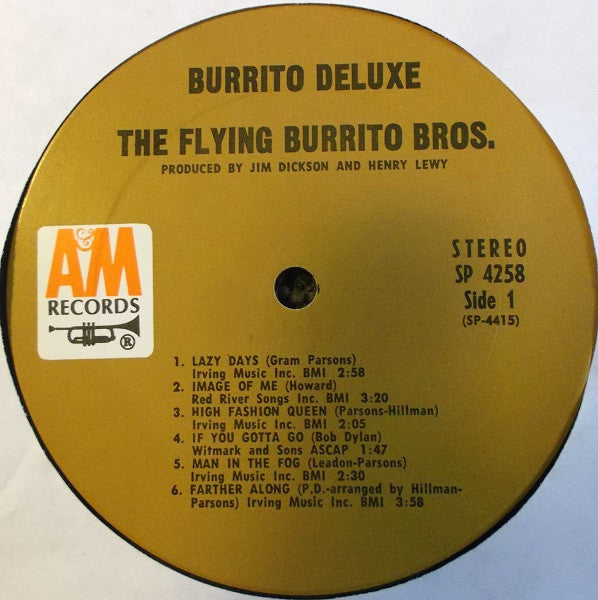 BURRITO DELUXE
THE FLYING BURRITO BROS.
PRODUCED BY JIM DICKSON AND HENRY LEWY
A&M
RECORDS
®
STEREO
SP 4258
Side 1
(SP-4415)
1. LAZY DAYS (Gram Parsons)
Irving Music Inc. BMI 2:58
2. IMAGE OF ME (Howard)
Red River Songs Inc. BMI 3:20
3. HIGH FASHION QUEEN (Parsons-Hillman)
Irving Music Inc. BMI 2:05
4. IF YOU GOTTA GO (Bob Dylan)
Witmark and Sons ASCAP 1:47
5. MAN IN THE FOG (Leadon-Parsons)
Irving Music Inc. BMI 2:30
6. FARTHER ALONG (P.D.-arranged by Hillman-
Parsons) Irving Music Inc. BMI 3:58